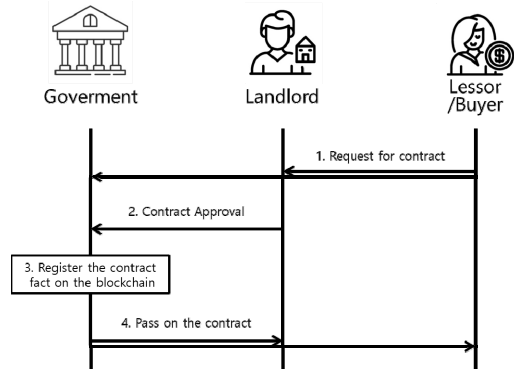 Goverment
Landlord
Lessor
/Buyer
1. Request for contract
2. Contract Approval
3. Register the contract
fact on the blockchain
4. Pass on the contract
$